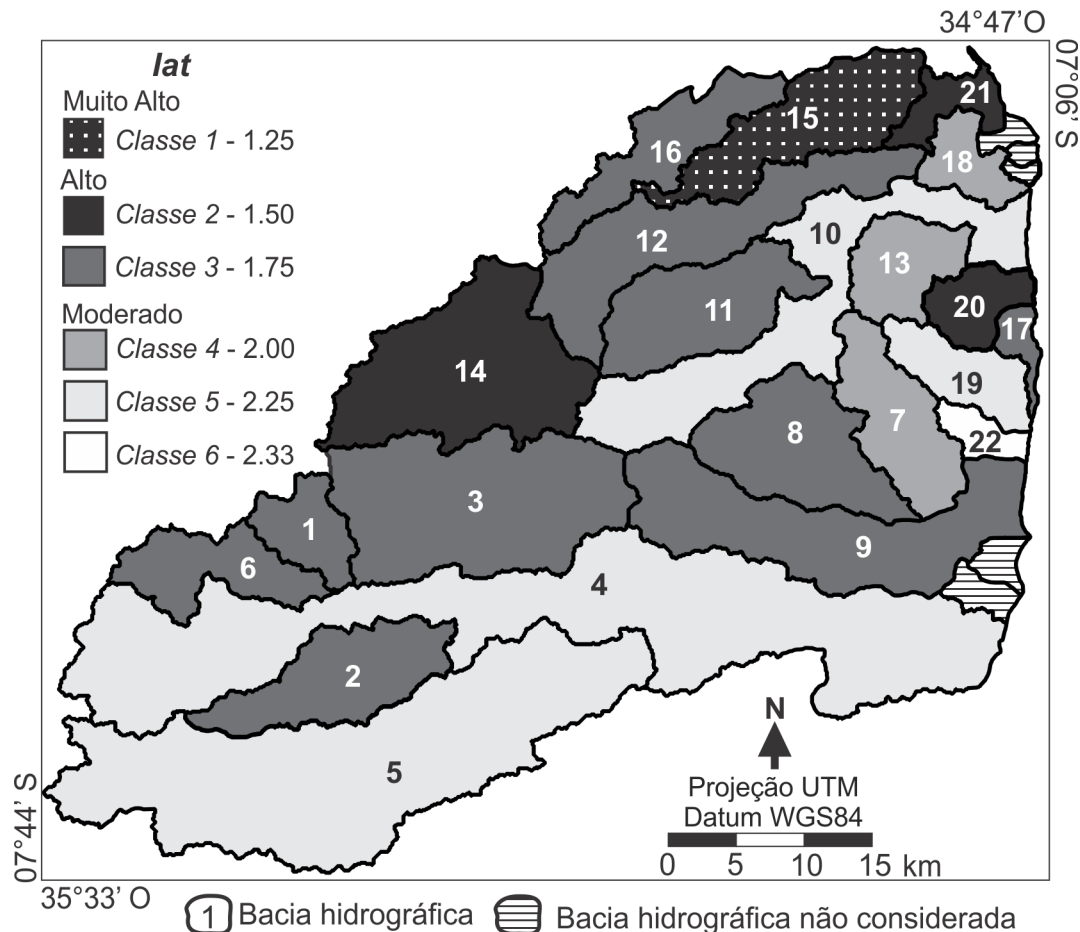 34°47'O
07°06' S
Iat
Muito Alto
Classe 1 - 1.25
Alto
Classe 2 - 1.50
Classe 3 - 1.75
Moderado
Classe 4 - 2.00
Classe 5 - 2.25
Classe 6 - 2.33
21
15
16
18
12
10
13
11
20
17
14
19
7
8
22
3
1
9
6
4
2
5
N
Projeção UTM
Datum WGS84
0 5 10 15 km
07°44' S
35°33' O
1 Bacia hidrográfica
Bacia hidrográfica não considerada